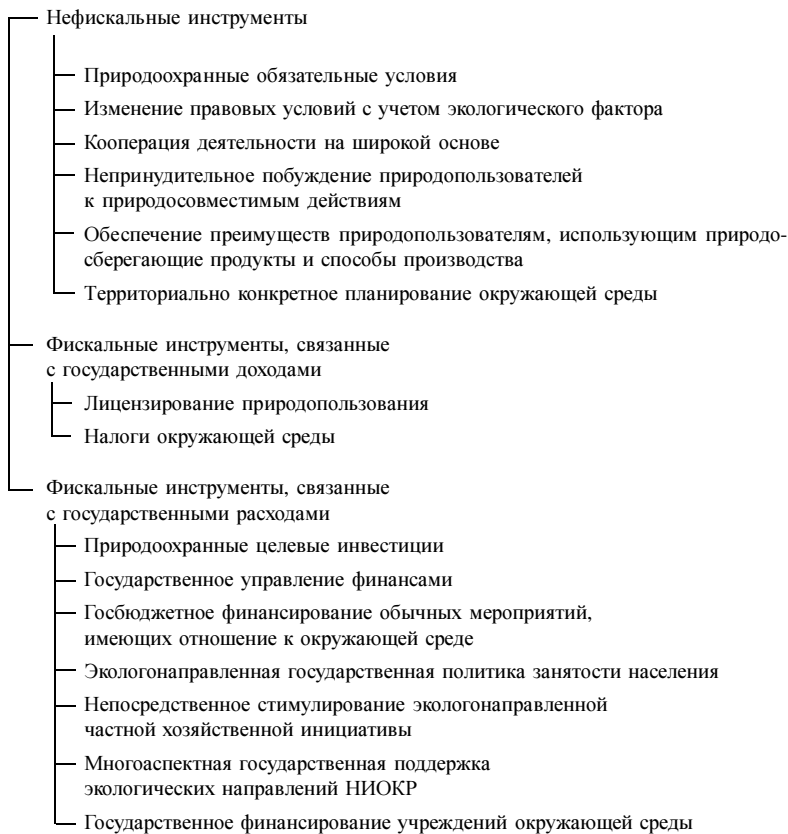 Нефискальные инструменты
Природоохранные обязательные условия
Изменение правовых условий с учетом экологического фактора
Кооперация деятельности на широкой основе
Непринудительное побуждение природопользователей
к природосовместимым действиям
Обеспечение преимуществ природопользователям, использующим природо-
сберегающие продукты и способы производства
Территориально конкретное планирование окружающей среды
Фискальные инструменты, связанные
с государственными доходами
Лицензирование природопользования
Налоги окружающей среды
Фискальные инструменты, связанные
с государственными расходами
Природоохранные целевые инвестиции
Государственное управление финансами
Госбюджетное финансирование обычных мероприятий,
имеющих отношение к окружающей среде
Экологонаправленная государственная политика занятости населения
Непосредственное стимулирование экологонаправленной
частной хозяйственной инициативы
Многоаспектная государственная поддержка
экологических направлений НИОКР
Государственное финансирование учреждений окружающей среды